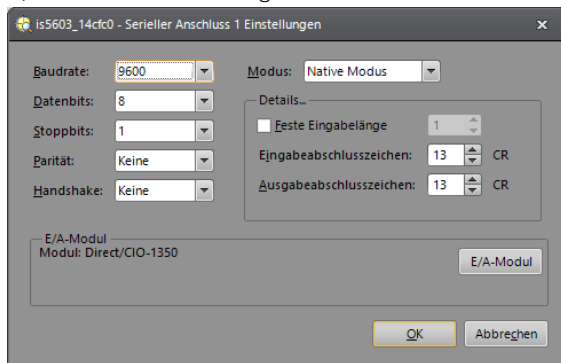 is5603_14cfc0 - Serieller Anschluss 1 Einstellungen
Baudrate: 9600 Modus: Native Modus
Datenbits: 8 Details...
Stoppbits: 1 Feste Eingabelänge 1
Parität: Keine Eingabeabschlusszeichen: 13 CR
Handshake: Keine Ausgabeabschlusszeichen: 13 CR
E/A-Modul
Modul: Direct/CIO-1350
E/A-Modul
OK Abbrechen